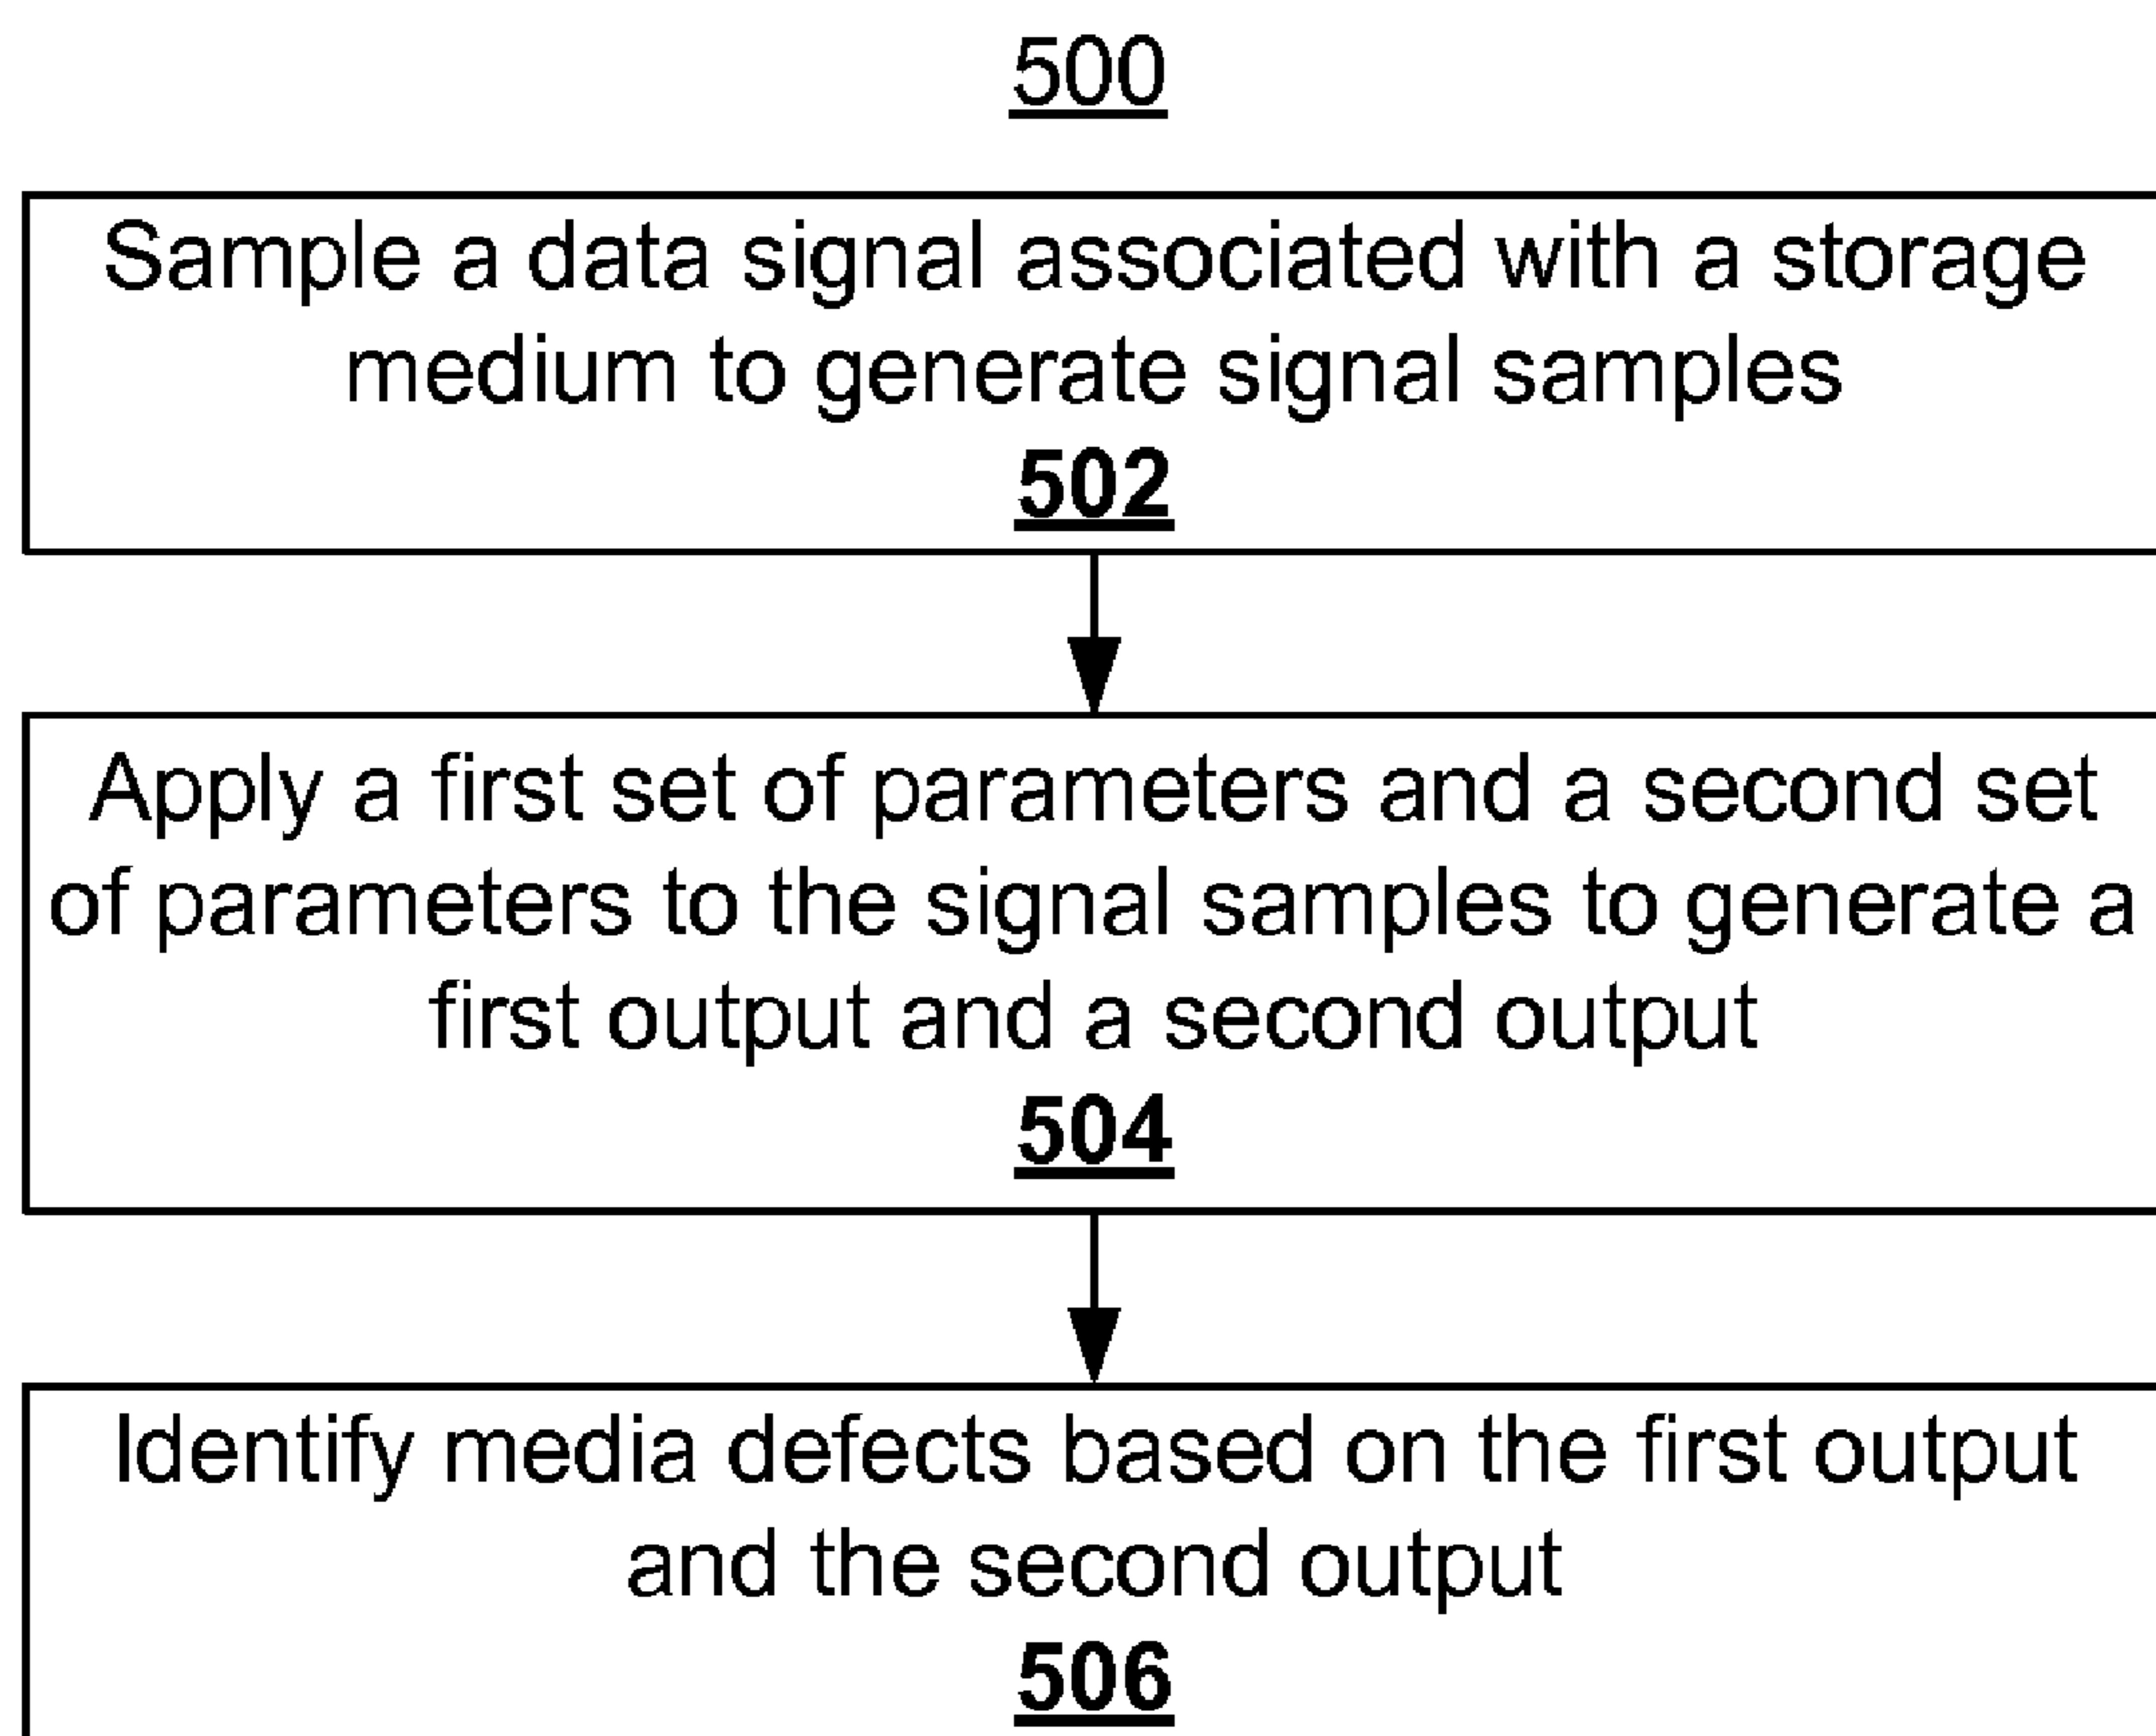 500
Sample a data signal associated with a storage
medium to generate signal samples
502
Apply a first set of parameters and a second set
of parameters to the signal samples to generate a
first output and a second output
504
Identify media defects based on the first output
and the second output
506